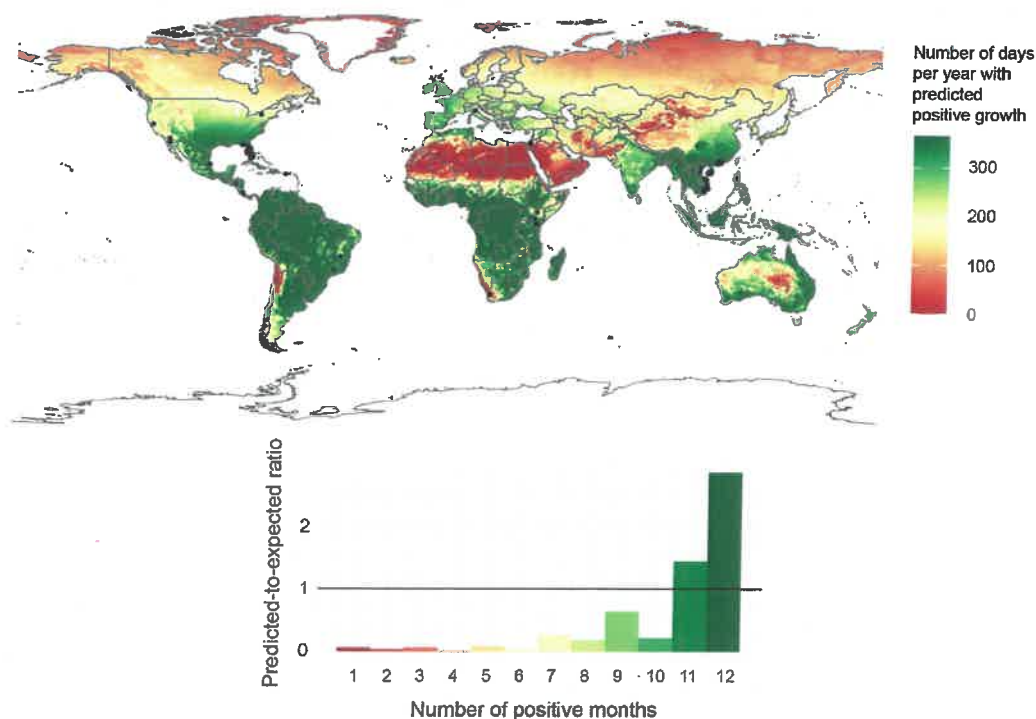 Number of days
per year with
predicted
positive growth
300
200
100
0
Predicted-to-expected ratio
2
1
0
1 2 3 4 5 6 7 8 9 10 11 12
Number of positive months